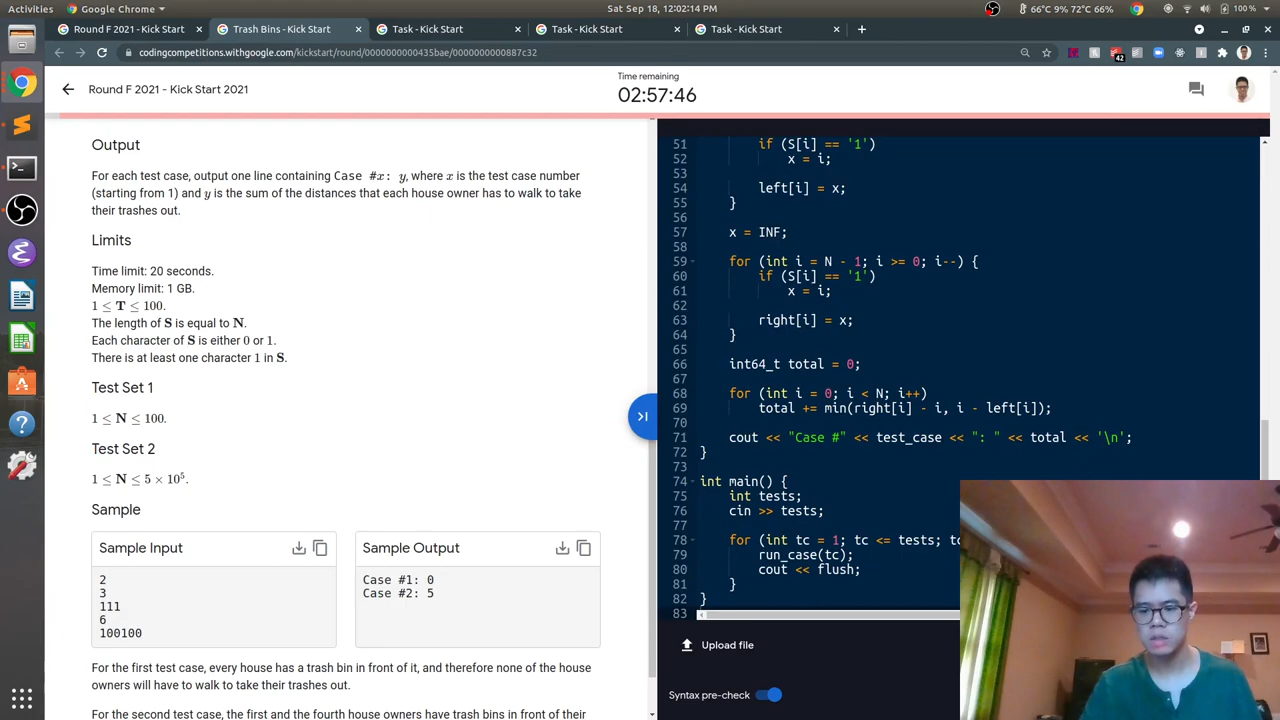 Activities
Google Chrome
Sat Sep 18, 12:02:14 PM
66°C 9% 72°C 66%
100 %
Round F 2021 - Kick Start
Trash Bins - Kick Start
Task - Kick Start
Task - Kick Start
Task - Kick Start
codingcompetitions.withgoogle.com/kickstart/round/0000000000435bae/0000000000887c32
42
Round F 2021 - Kick Start 2021
Time remaining
02:57:46
Output
For each test case, output one line containing Case #x: y, where x is the test case number
(starting from 1) and y is the sum of the distances that each house owner has to walk to take
their trashes out.
Limits
Time limit: 20 seconds.
Memory limit: 1 GB.
1 ≤ T ≤ 100.
The length of S is equal to N.
Each character of S is either 0 or 1.
There is at least one character 1 in S.
Test Set 1
1 ≤ N ≤ 100.
Test Set 2
1 ≤ N ≤ 5 × 10⁵.
Sample
Sample Input
2
3
111
6
100100
Sample Output
Case #1: 0
Case #2: 5
For the first test case, every house has a trash bin in front of it, and therefore none of the house
owners will have to walk to take their trashes out.
For the second test case, the first and the fourth house owners have trash bins in front of their
51 if (S[i] == '1')
52 x = i;
53
54 left[i] = x;
55 }
56
57 x = INF;
58
59 for (int i = N - 1; i >= 0; i--) {
60 if (S[i] == '1')
61 x = i;
62
63 right[i] = x;
64 }
65
66 int64_t total = 0;
67
68 for (int i = 0; i < N; i++)
69 total += min(right[i] - i, i - left[i]);
70
71 cout << "Case #" << test_case << ": " << total << '\n';
72 }
73
74 int main() {
75 int tests;
76 cin >> tests;
77
78 for (int tc = 1; tc <= tests; tc
79 run_case(tc);
80 cout << flush;
81 }
82 }
83
Upload file
Syntax pre-check